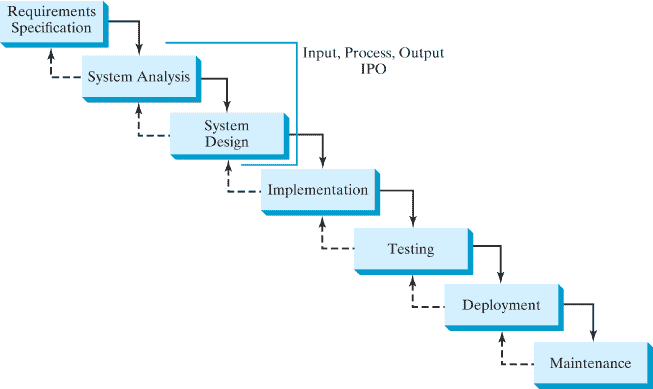 Requirements
Specification
Input, Process, Output
IPO
System Analysis
System
Design
Implementation
Testing
Deployment
Maintenance